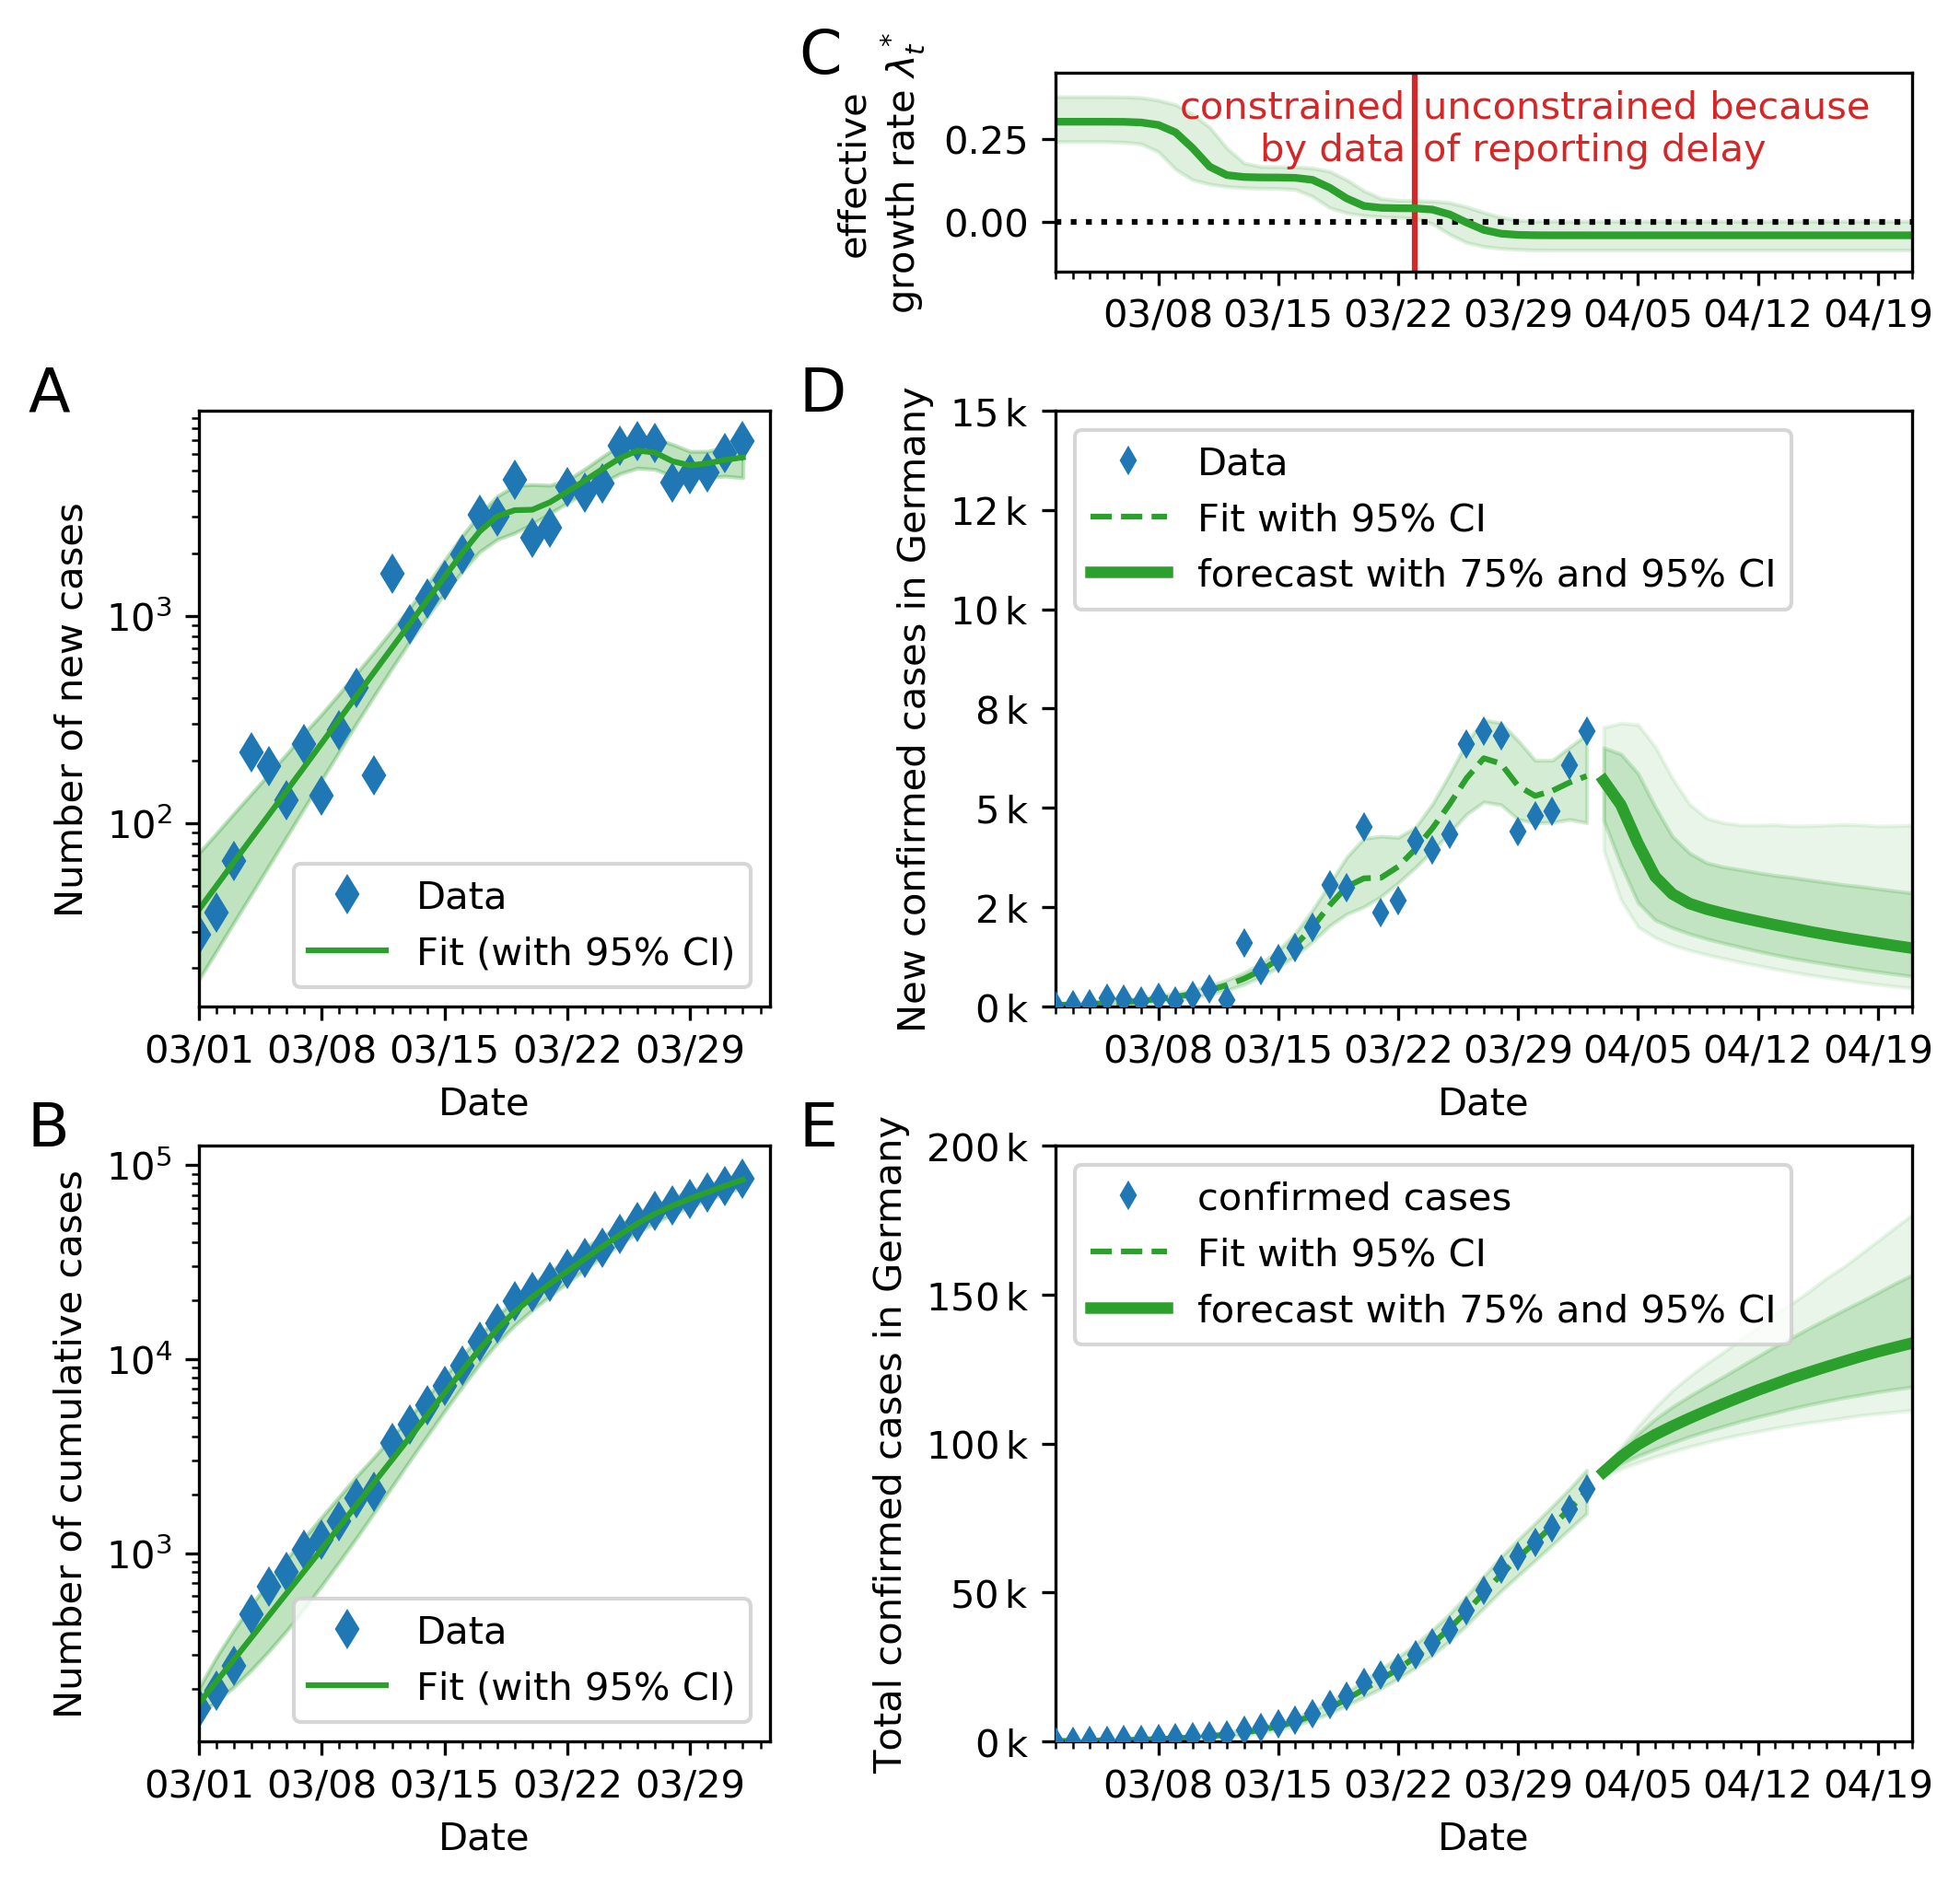 C
effective
growth rate λ*t
0.25
0.00
constrained
by data
unconstrained because
of reporting delay
03/08 03/15 03/22 03/29 04/05 04/12 04/19
A
Number of new cases
10³
10²
Data
Fit (with 95% CI)
03/01 03/08 03/15 03/22 03/29
Date
D
New confirmed cases in Germany
15 k
12 k
10 k
8 k
5 k
2 k
0 k
Data
Fit with 95% CI
forecast with 75% and 95% CI
03/08 03/15 03/22 03/29 04/05 04/12 04/19
Date
B
Number of cumulative cases
10⁵
10⁴
10³
Data
Fit (with 95% CI)
03/01 03/08 03/15 03/22 03/29
Date
E
Total confirmed cases in Germany
200 k
150 k
100 k
50 k
0 k
confirmed cases
Fit with 95% CI
forecast with 75% and 95% CI
03/08 03/15 03/22 03/29 04/05 04/12 04/19
Date